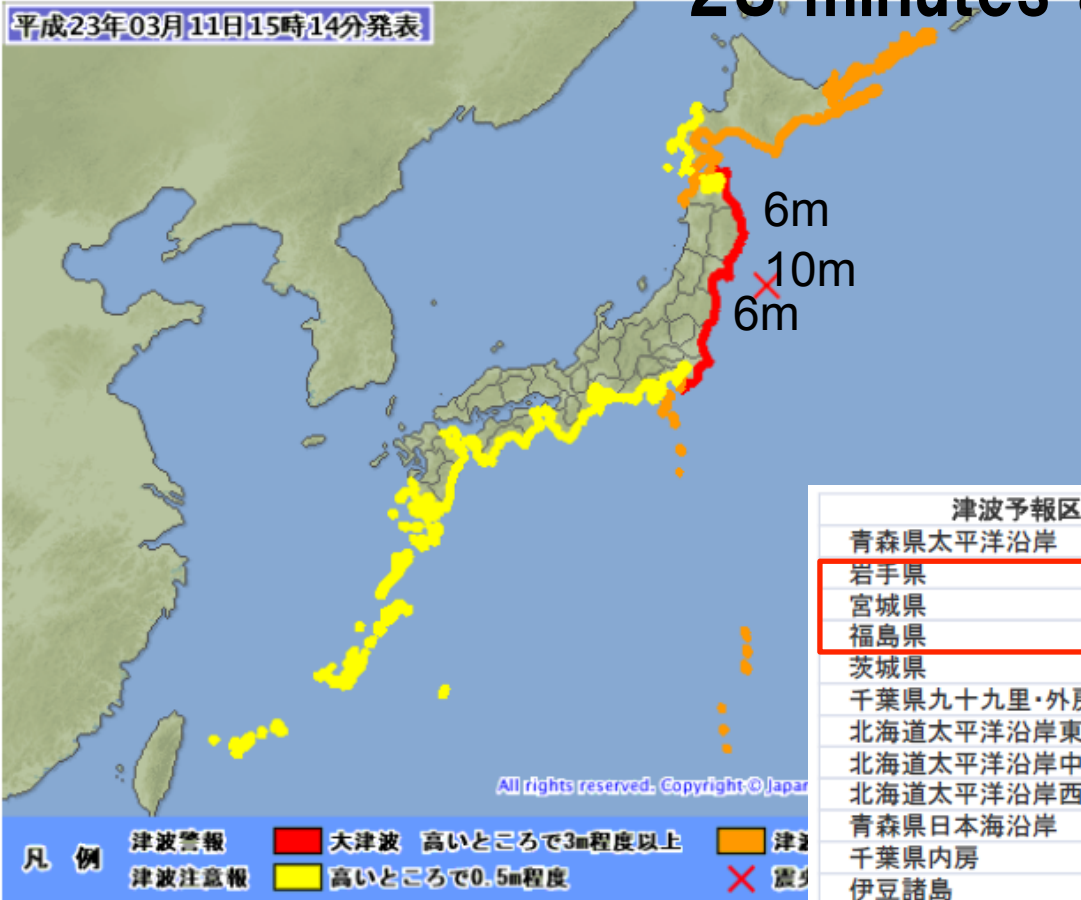 minutes
平成23年03月11日15時14分発表
6m
10m
6m
津波予報区
青森県太平洋沿岸
岩手県
宮城県
福島県
茨城県
千葉県九十九里・外房
北海道太平洋沿岸東
北海道太平洋沿岸中
北海道太平洋沿岸西
青森県日本海沿岸
千葉県内房
伊豆諸島
All rights reserved. Copyright © Japan
凡 例
津波警報 大津波 高いところで3m程度以上 津波
津波注意報 高いところで0.5m程度 震央